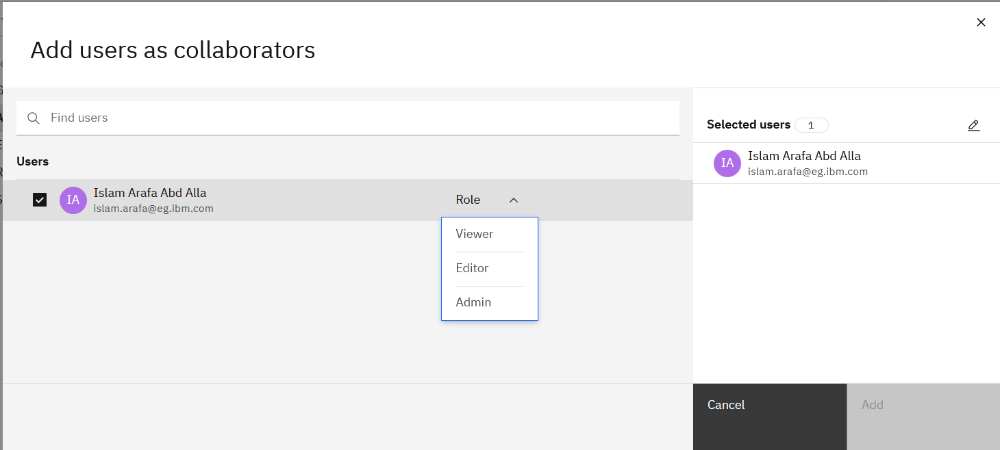 Add users as collaborators
Find users
Selected users 1
Users
IA Islam Arafa Abd Alla
islam.arafa@eg.ibm.com
Role
Viewer
Editor
Admin
IA Islam Arafa Abd Alla
islam.arafa@eg.ibm.com
Cancel
Add